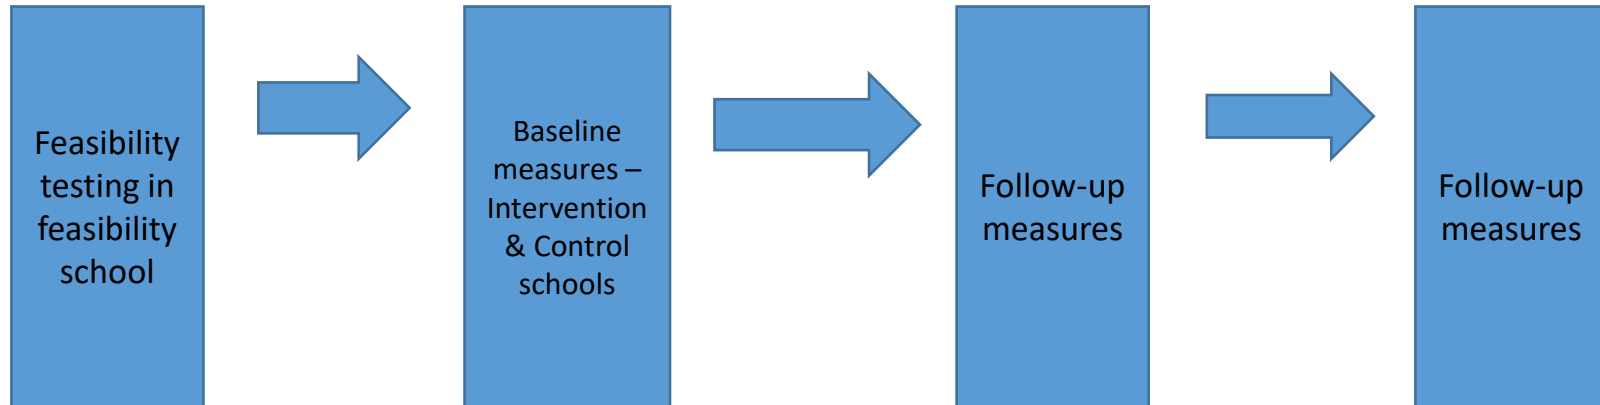 Feasibility
testing in
feasibility
school
Baseline
measures –
Intervention
& Control
schools
Follow-up
measures
Follow-up
measures